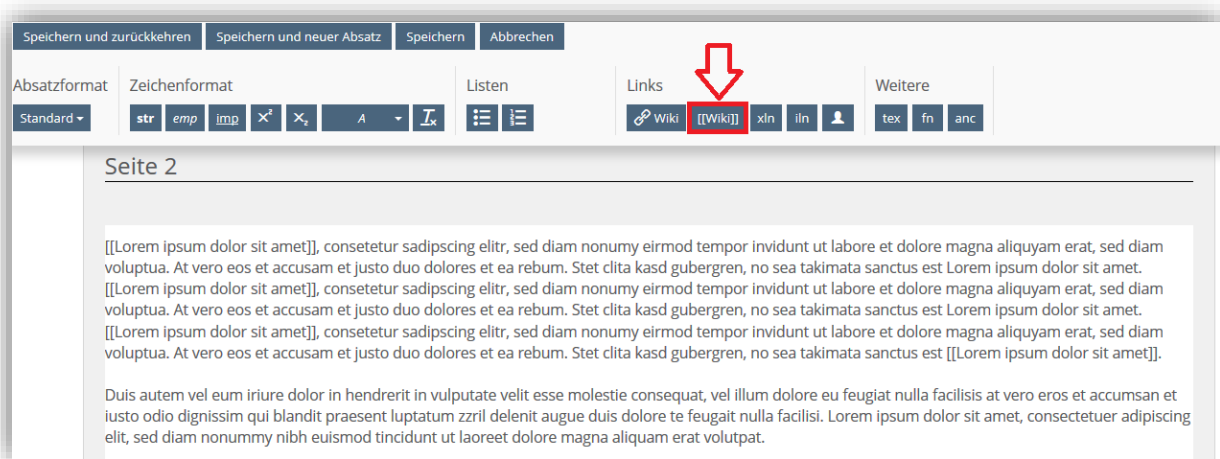 Speichern und zurückkehren Speichern und neuer Absatz Speichern Abbrechen
Absatzformat Zeichenformat Listen Links Weitere
Standard str emp imp X² X₂ A Ix Wiki [[Wiki]] xln iln tex fn anc
Seite 2
[[Lorem ipsum dolor sit amet]], consetetur sadipscing elitr, sed diam nonumy eirmod tempor invidunt ut labore et dolore magna aliquyam erat, sed diam
voluptua. At vero eos et accusam et justo duo dolores et ea rebum. Stet clita kasd gubergren, no sea takimata sanctus est Lorem ipsum dolor sit amet.
[[Lorem ipsum dolor sit amet]], consetetur sadipscing elitr, sed diam nonumy eirmod tempor invidunt ut labore et dolore magna aliquyam erat, sed diam
voluptua. At vero eos et accusam et justo duo dolores et ea rebum. Stet clita kasd gubergren, no sea takimata sanctus est Lorem ipsum dolor sit amet.
[[Lorem ipsum dolor sit amet]], consetetur sadipscing elitr, sed diam nonumy eirmod tempor invidunt ut labore et dolore magna aliquyam erat, sed diam
voluptua. At vero eos et accusam et justo duo dolores et ea rebum. Stet clita kasd gubergren, no sea takimata sanctus est [[Lorem ipsum dolor sit amet]].
Duis autem vel eum iriure dolor in hendrerit in vulputate velit esse molestie consequat, vel illum dolore eu feugiat nulla facilisis at vero eros et accumsan et
iusto odio dignissim qui blandit praesent luptatum zzril delenit augue duis dolore te feugait nulla facilisi. Lorem ipsum dolor sit amet, consectetuer adipiscing
elit, sed diam nonummy nibh euismod tincidunt ut laoreet dolore magna aliquam erat volutpat.